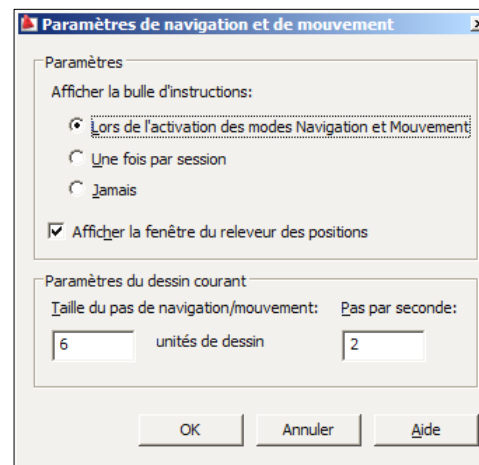 Paramètres de navigation et de mouvement
Paramètres
Afficher la bulle d'instructions:
Lors de l'activation des modes Navigation et Mouvement
Une fois par session
Jamais
Afficher la fenêtre du releveur des positions
Paramètres du dessin courant
Taille du pas de navigation/mouvement: Pas par seconde:
6 unités de dessin 2
OK Annuler Aide